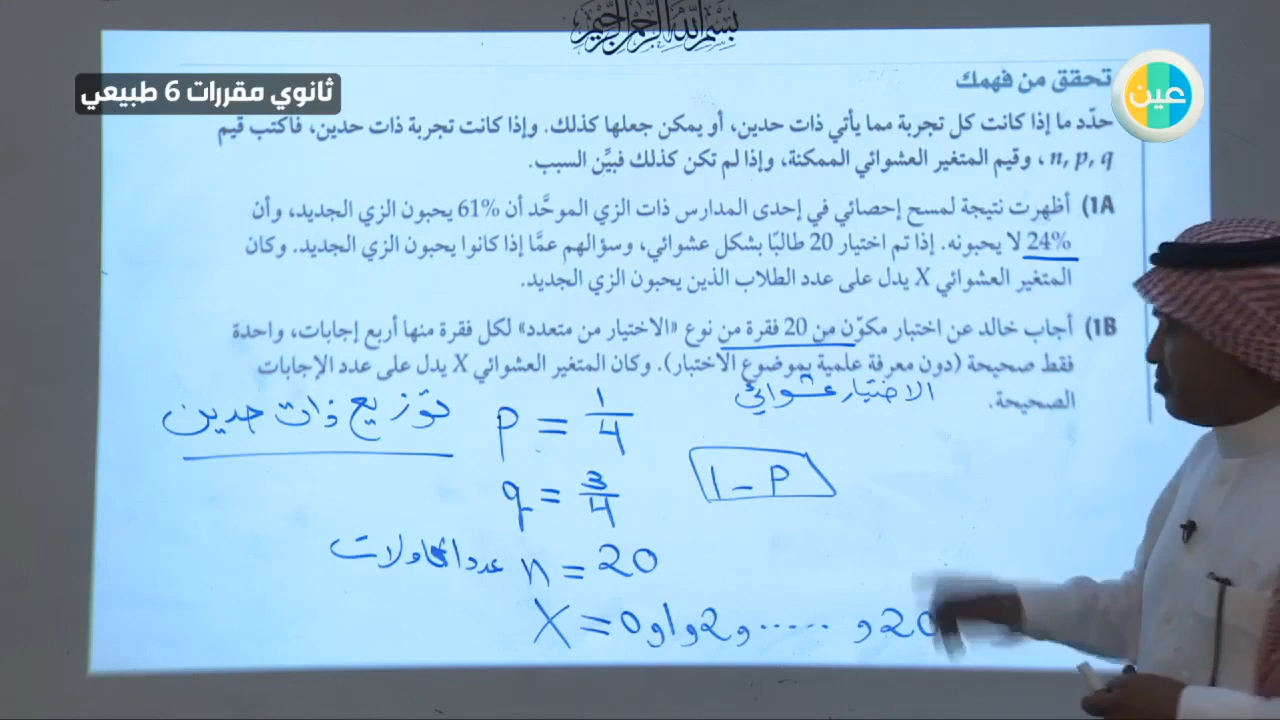 بسم الله الرحمن الرحيم
ثانوي مقررات 6 طبيعي
عين
تحقق من فهمك
حدّد ما إذا كانت كل تجربة مما يأتي ذات حدين، أو يمكن جعلها كذلك. وإذا كانت تجربة ذات حدين، فاكتب قيم
n, p, q ، وقيم المتغير العشوائي الممكنة، وإذا لم تكن كذلك فبيِّن السبب.
1A) أظهرت نتيجة لمسح إحصائي في إحدى المدارس ذات الزي الموحَّد أن 61% يحبون الزي الجديد، وأن
24% لا يحبونه. إذا تم اختيار 20 طالبًا بشكل عشوائي، وسؤالهم عمَّا إذا كانوا يحبون الزي الجديد. وكان
المتغير العشوائي X يدل على عدد الطلاب الذين يحبون الزي الجديد.
1B) أجاب خالد عن اختبار مكوّن من 20 فقرة من نوع «الاختيار من متعدد» لكل فقرة منها أربع إجابات، واحدة
فقط صحيحة (دون معرفة علمية بموضوع الاختبار). وكان المتغير العشوائي X يدل على عدد الإجابات
الصحيحة.
الاختيار عشوائي
توزيع ذات حدين
p = 1/4
q = 3/4
1 - P
n = 20 عدد المحاولات
X = 0 و 1 و 2 و ..... و 20